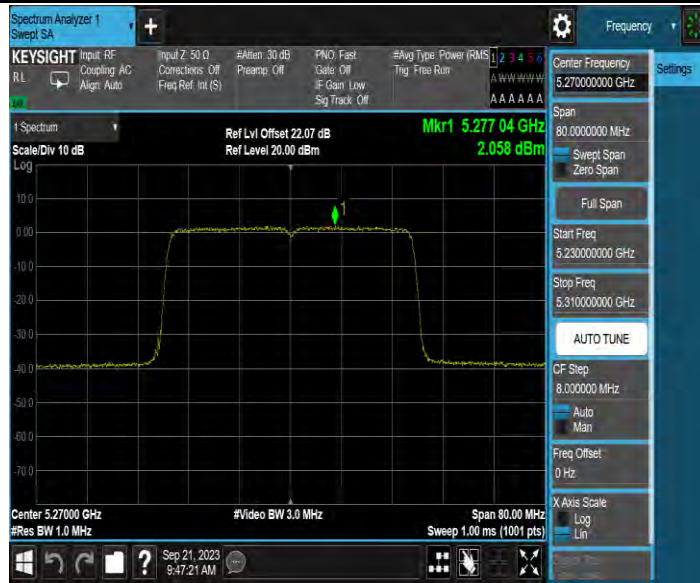 Spectrum Analyzer 1
Swept SA
+
Frequency
KEYSIGHT
RL
Input: RF
Coupling: AC
Align: Auto
Input Z: 50 Ω
Corrections: Off
Freq Ref: Int (S)
#Atten: 30 dB
Preamp: Off
PNO: Fast
Gate: Off
IF Gain: Low
Sig Track: Off
#Avg Type: Power (RMS)
Trig: Free Run
1 2 3 4 5 6
A W W W W W
A A A A A A
1 Spectrum
Scale/Div 10 dB
Log
Ref Lvl Offset 22.07 dB
Ref Level 20.00 dBm
Mkr1 5.277 04 GHz
2.058 dBm
1
10.0
0.00
-10.0
-20.0
-30.0
-40.0
-50.0
-60.0
-70.0
Center 5.27000 GHz
#Res BW 1.0 MHz
#Video BW 3.0 MHz
Span 80.00 MHz
Sweep 1.00 ms (1001 pts)
?
Sep 21, 2023
9:47:21 AM
Center Frequency
5.270000000 GHz
Settings
Span
80.0000000 MHz
Swept Span
Zero Span
Full Span
Start Freq
5.230000000 GHz
Stop Freq
5.310000000 GHz
AUTO TUNE
CF Step
8.000000 MHz
Auto
Man
Freq Offset
0 Hz
X Axis Scale
Log
Lin